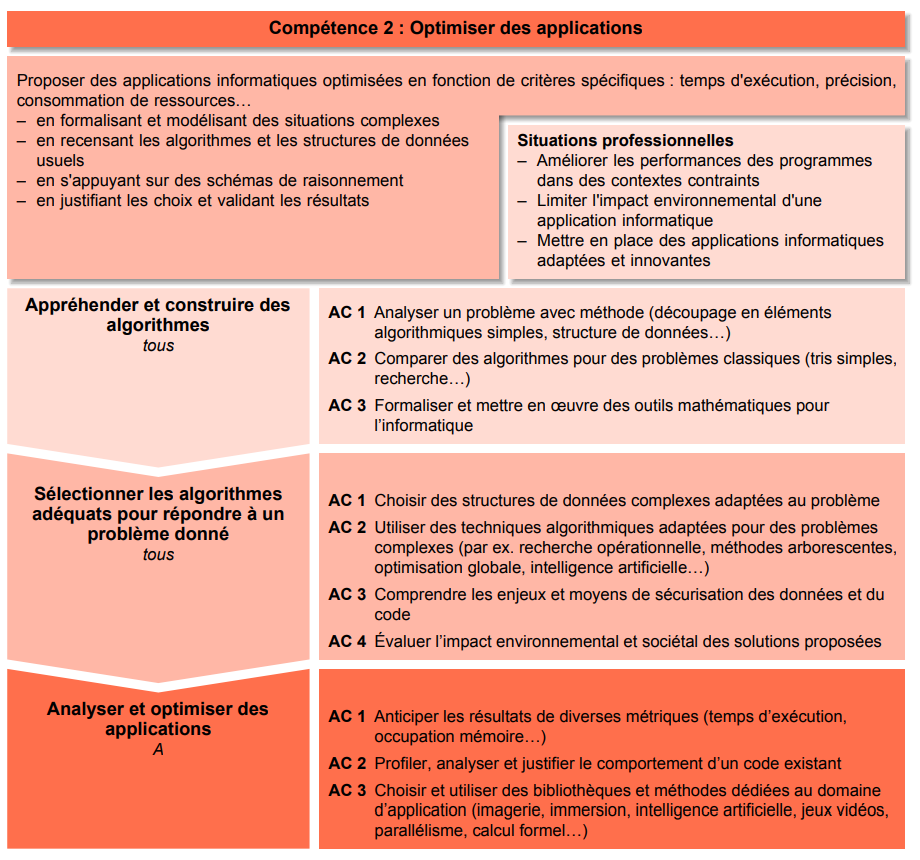 Compétence 2 : Optimiser des applications
Proposer des applications informatiques optimisées en fonction de critères spécifiques : temps d'exécution, précision,
consommation de ressources…
– en formalisant et modélisant des situations complexes
– en recensant les algorithmes et les structures de données
usuels
– en s'appuyant sur des schémas de raisonnement
– en justifiant les choix et validant les résultats
Situations professionnelles
– Améliorer les performances des programmes
dans des contextes contraints
– Limiter l'impact environnemental d'une
application informatique
– Mettre en place des applications informatiques
adaptées et innovantes
Appréhender et construire des
algorithmes
tous
AC 1 Analyser un problème avec méthode (découpage en éléments
algorithmiques simples, structure de données…)
AC 2 Comparer des algorithmes pour des problèmes classiques (tris simples,
recherche…)
AC 3 Formaliser et mettre en œuvre des outils mathématiques pour
l’informatique
Sélectionner les algorithmes
adéquats pour répondre à un
problème donné
tous
AC 1 Choisir des structures de données complexes adaptées au problème
AC 2 Utiliser des techniques algorithmiques adaptées pour des problèmes
complexes (par ex. recherche opérationnelle, méthodes arborescentes,
optimisation globale, intelligence artificielle…)
AC 3 Comprendre les enjeux et moyens de sécurisation des données et du
code
AC 4 Évaluer l’impact environnemental et sociétal des solutions proposées
Analyser et optimiser des
applications
A
AC 1 Anticiper les résultats de diverses métriques (temps d’exécution,
occupation mémoire…)
AC 2 Profiler, analyser et justifier le comportement d’un code existant
AC 3 Choisir et utiliser des bibliothèques et méthodes dédiées au domaine
d’application (imagerie, immersion, intelligence artificielle, jeux vidéos,
parallélisme, calcul formel…)